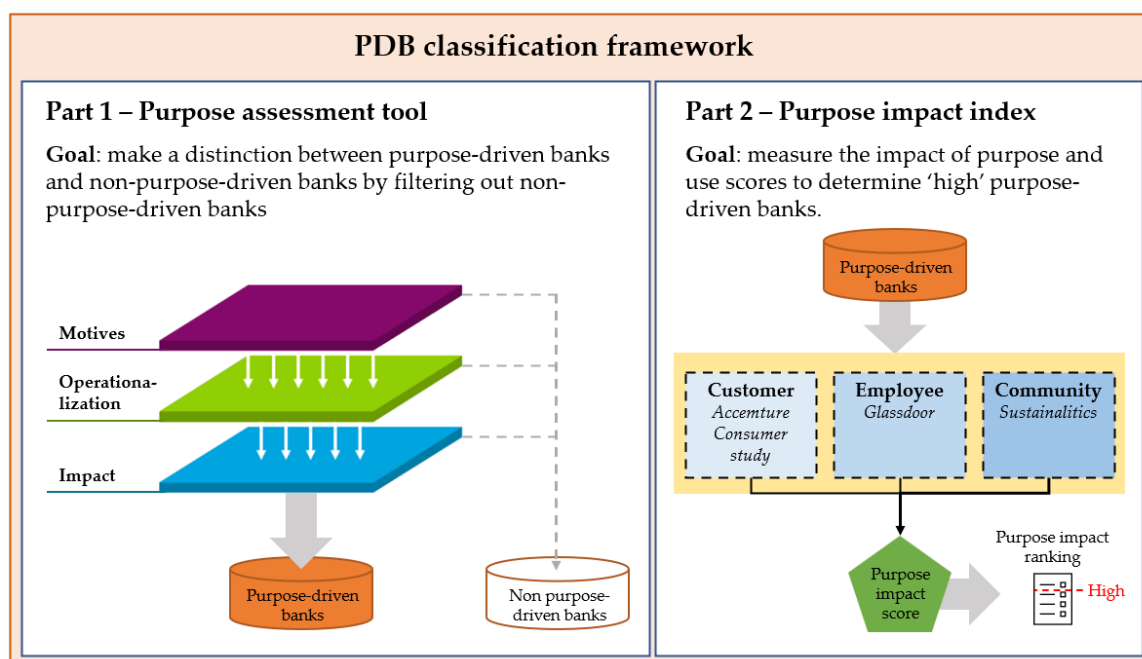 PDB classification framework
Part 1 – Purpose assessment tool
Goal: make a distinction between purpose-driven banks
and non-purpose-driven banks by filtering out non-
purpose-driven banks
Motives
Operationa-
lization
Impact
Purpose-driven
banks
Non purpose-
driven banks
Part 2 – Purpose impact index
Goal: measure the impact of purpose and
use scores to determine ‘high’ purpose-
driven banks.
Purpose-driven
banks
Customer
Accemture
Consumer
study
Employee
Glassdoor
Community
Sustainalitics
Purpose
impact
score
Purpose impact
ranking
High